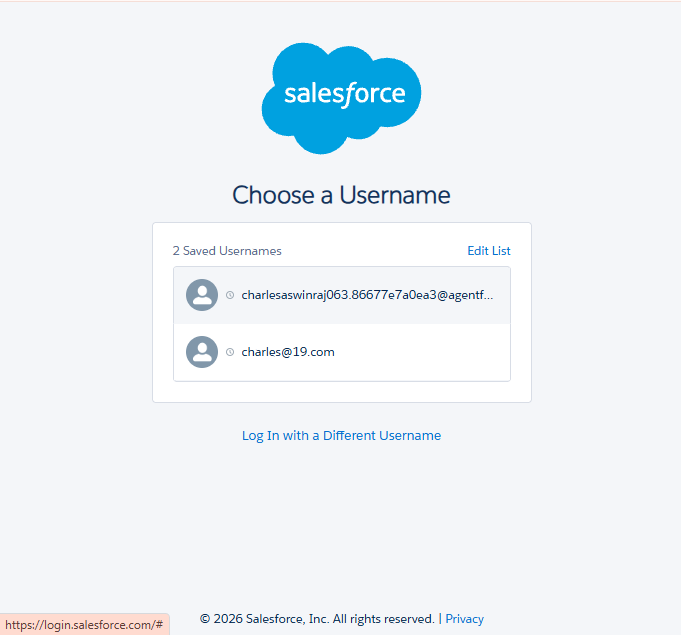 salesforce
Choose a Username
2 Saved Usernames Edit List
charlesaswinraj063.86677e7a0ea3@agentf...
charles@19.com
Log In with a Different Username
© 2026 Salesforce, Inc. All rights reserved. | Privacy
https://login.salesforce.com/#